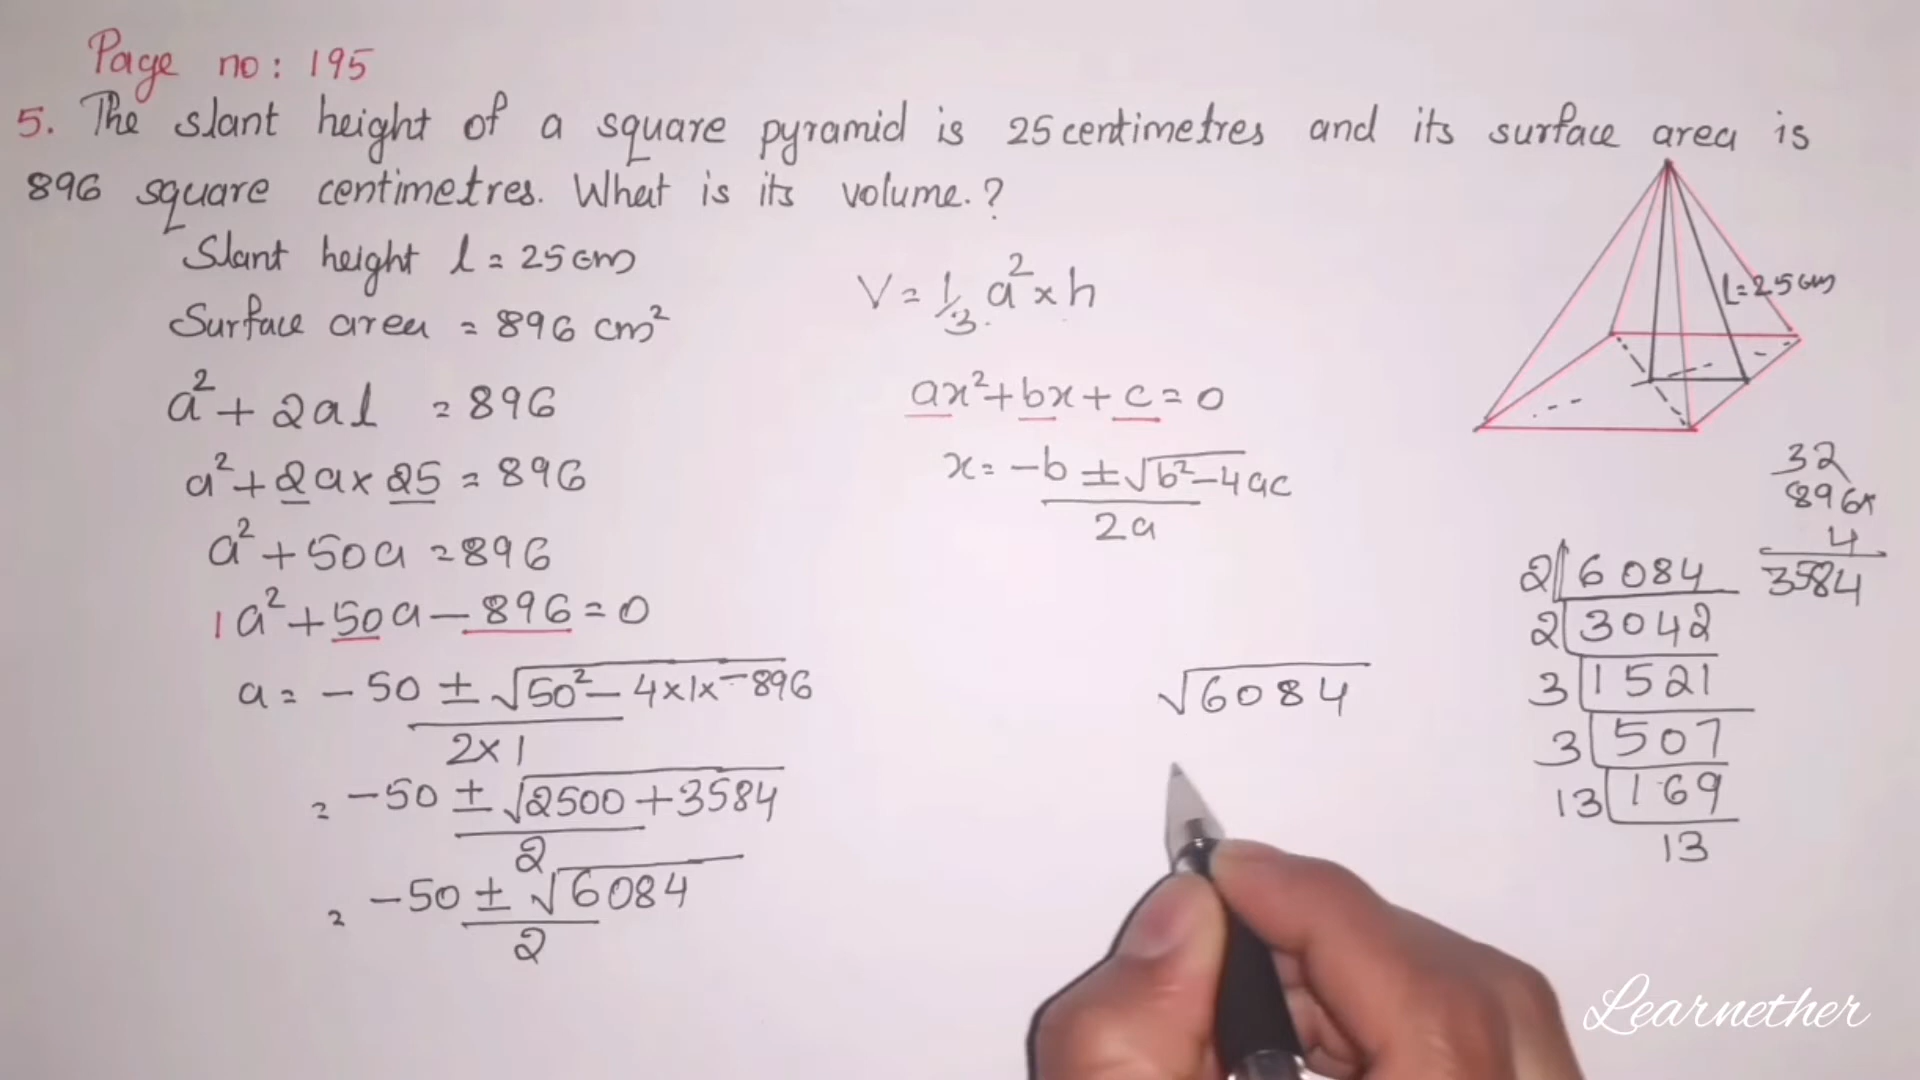 Page no: 195
5. The slant height of a square pyramid is 25 centimetres and its surface area is
896 square centimetres. What is its volume.?
Slant height l = 25 cm
Surface area = 896 cm²
a² + 2al = 896
a² + 2a × 25 = 896
a² + 50a = 896
1a² + 50a − 896 = 0
a = −50 ± √50² − 4×1×−896
2×1
= −50 ± √2500 + 3584
2
= −50 ± √6084
2
V = 1/3 a² × h
ax² + bx + c = 0
x = −b ± √b² − 4ac
2a
√6084
l = 25 cm
32
896×
4
3584
2 6084
2 3042
3 1521
3 507
13 169
13
Learnether